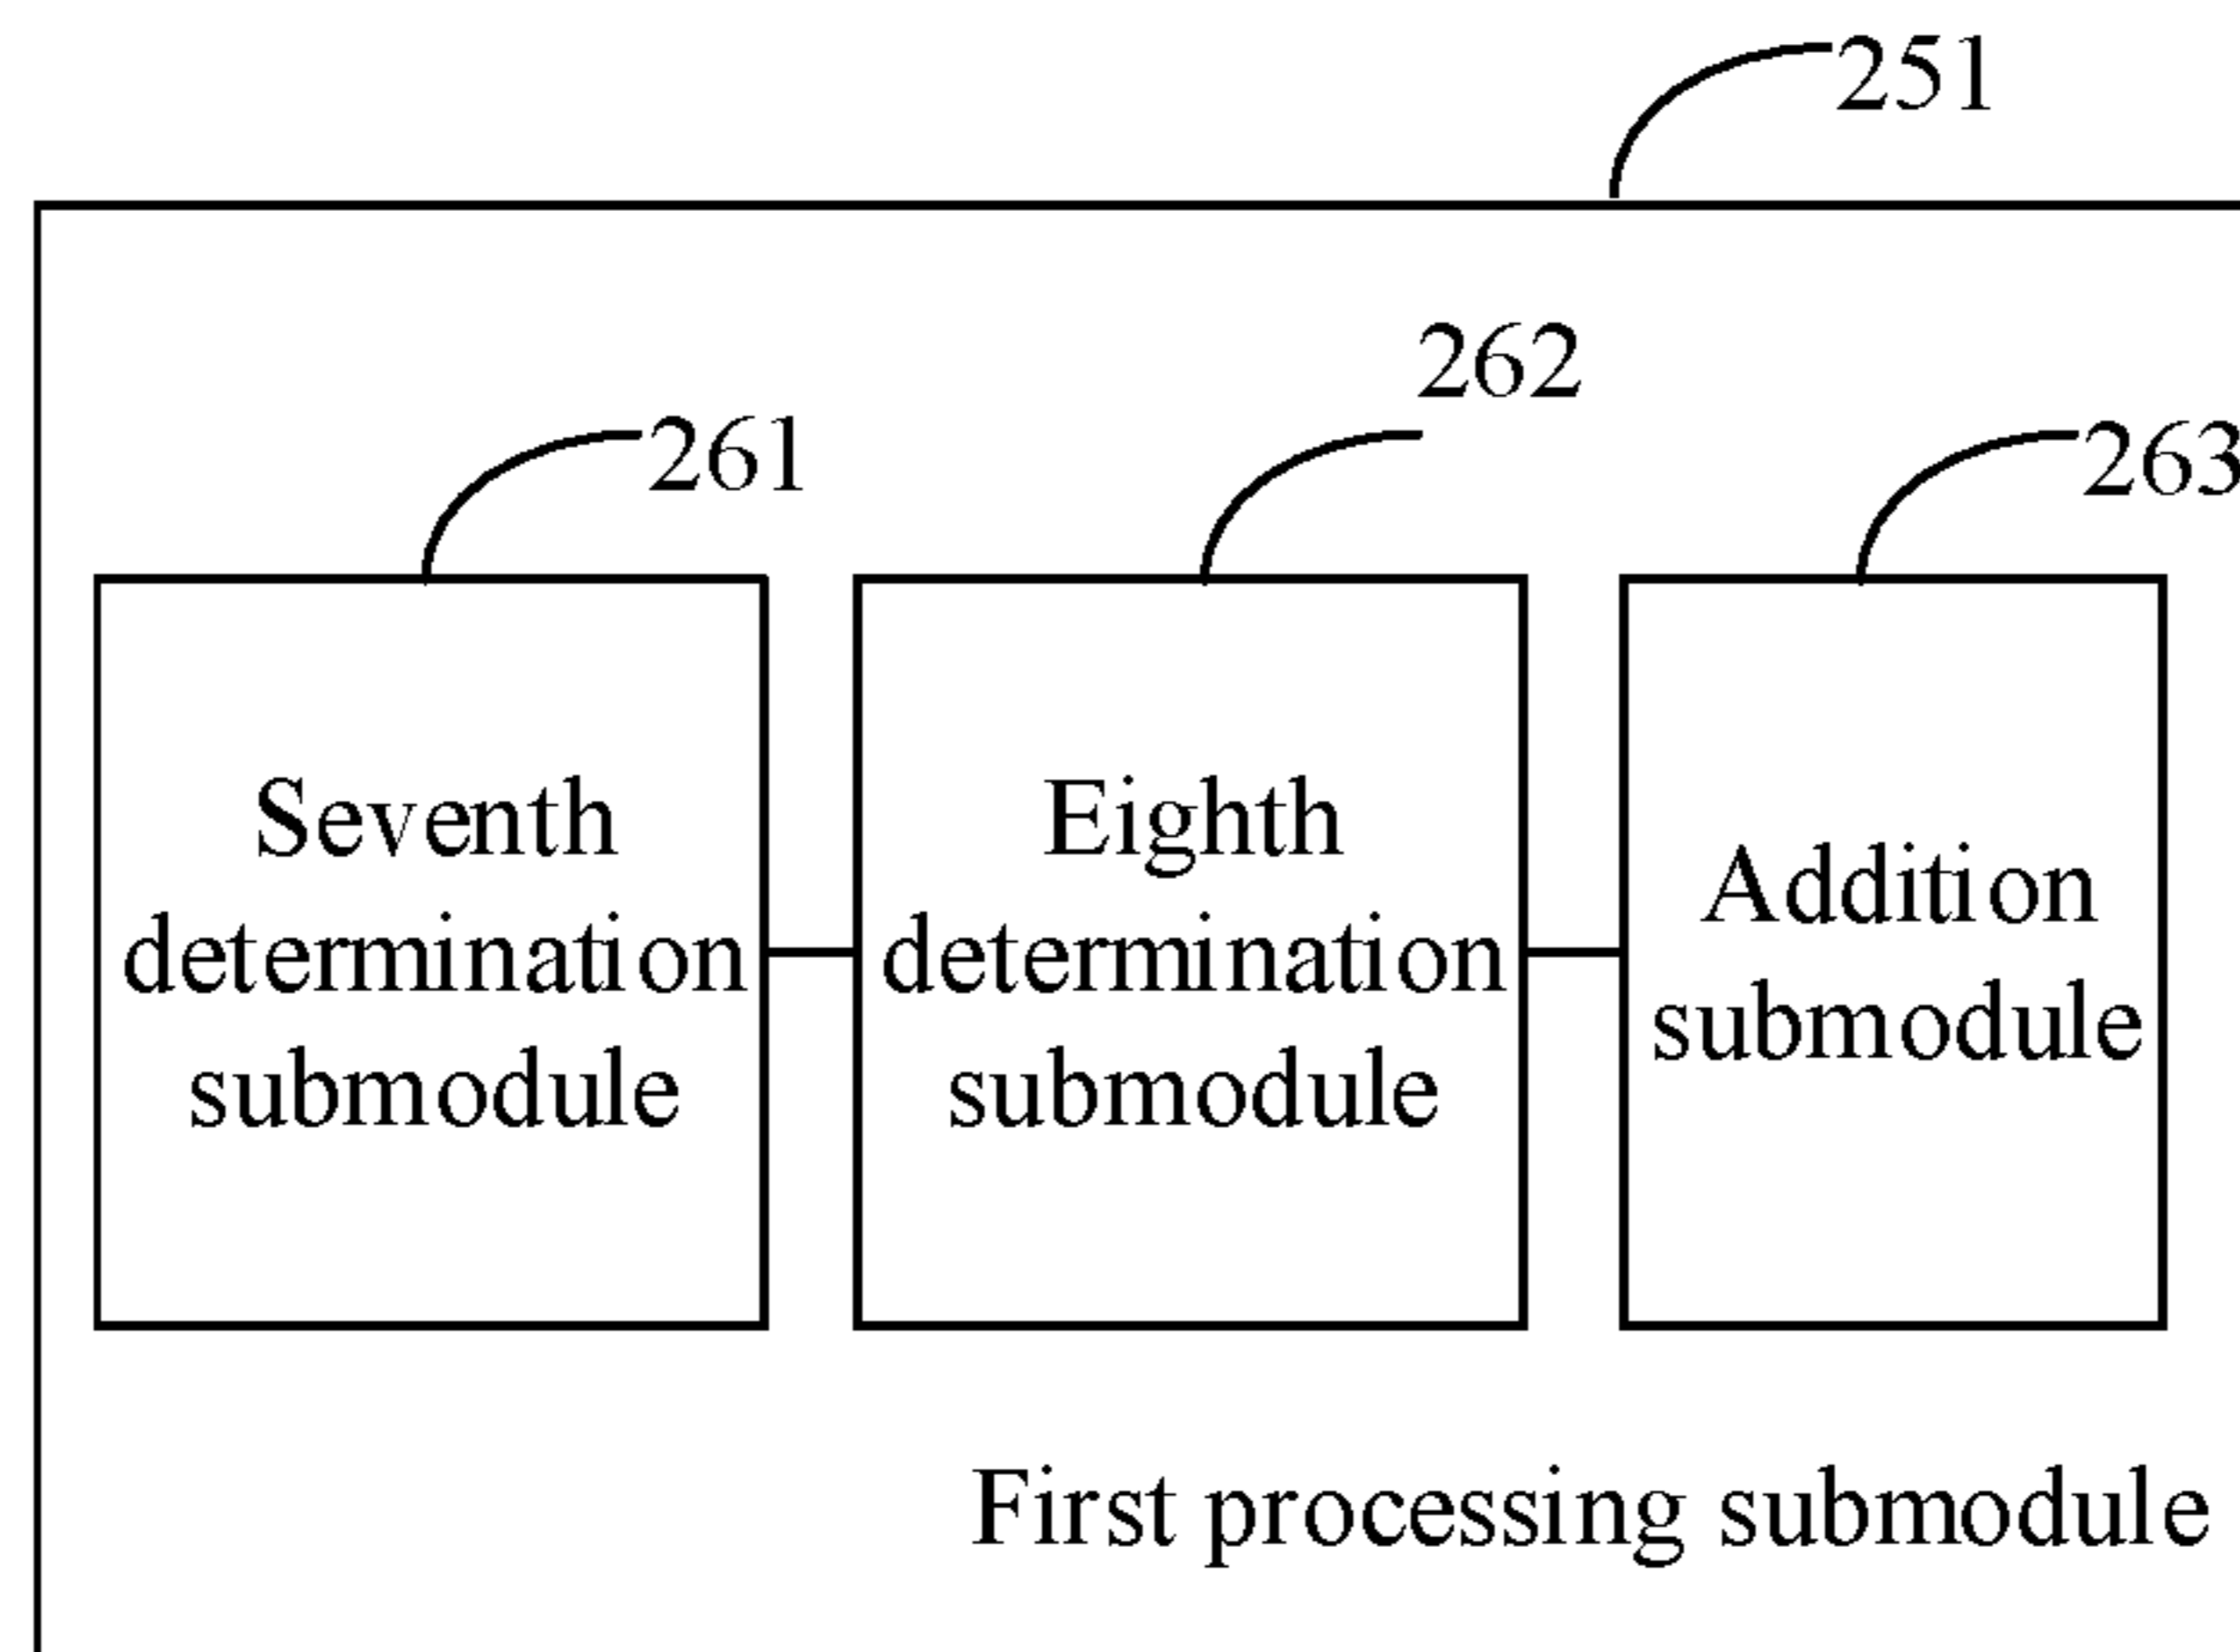 251
262
261
263
Seventh
determination
submodule
Eighth
determination
submodule
Addition
submodule
First processing submodule